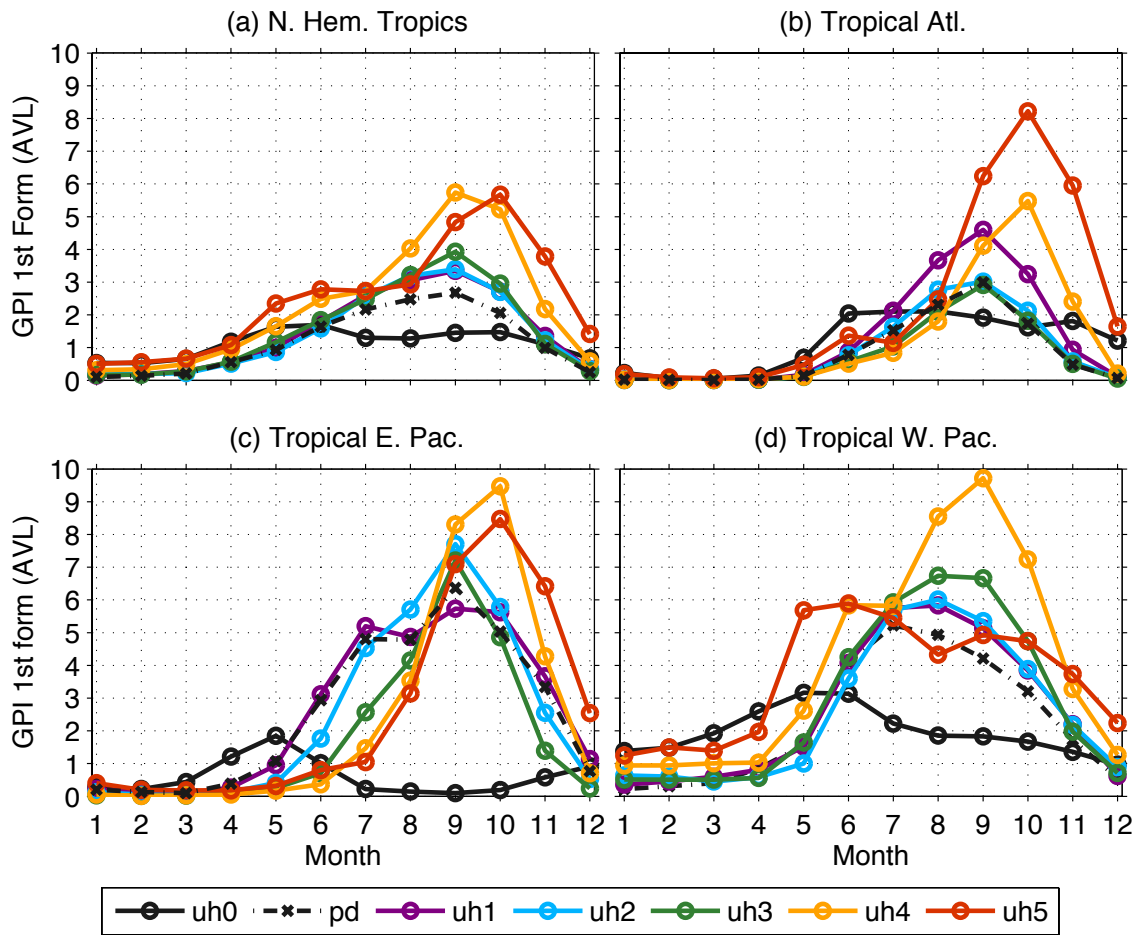 (a) N. Hem. Tropics
(b) Tropical Atl.
GPI 1st Form (AVL)
10
9
8
7
6
5
4
3
2
1
0
(c) Tropical E. Pac.
(d) Tropical W. Pac.
GPI 1st form (AVL)
10
9
8
7
6
5
4
3
2
1
0
1 2 3 4 5 6 7 8 9 10 11 12
1 2 3 4 5 6 7 8 9 10 11 12
Month
Month
uh0 pd uh1 uh2 uh3 uh4 uh5